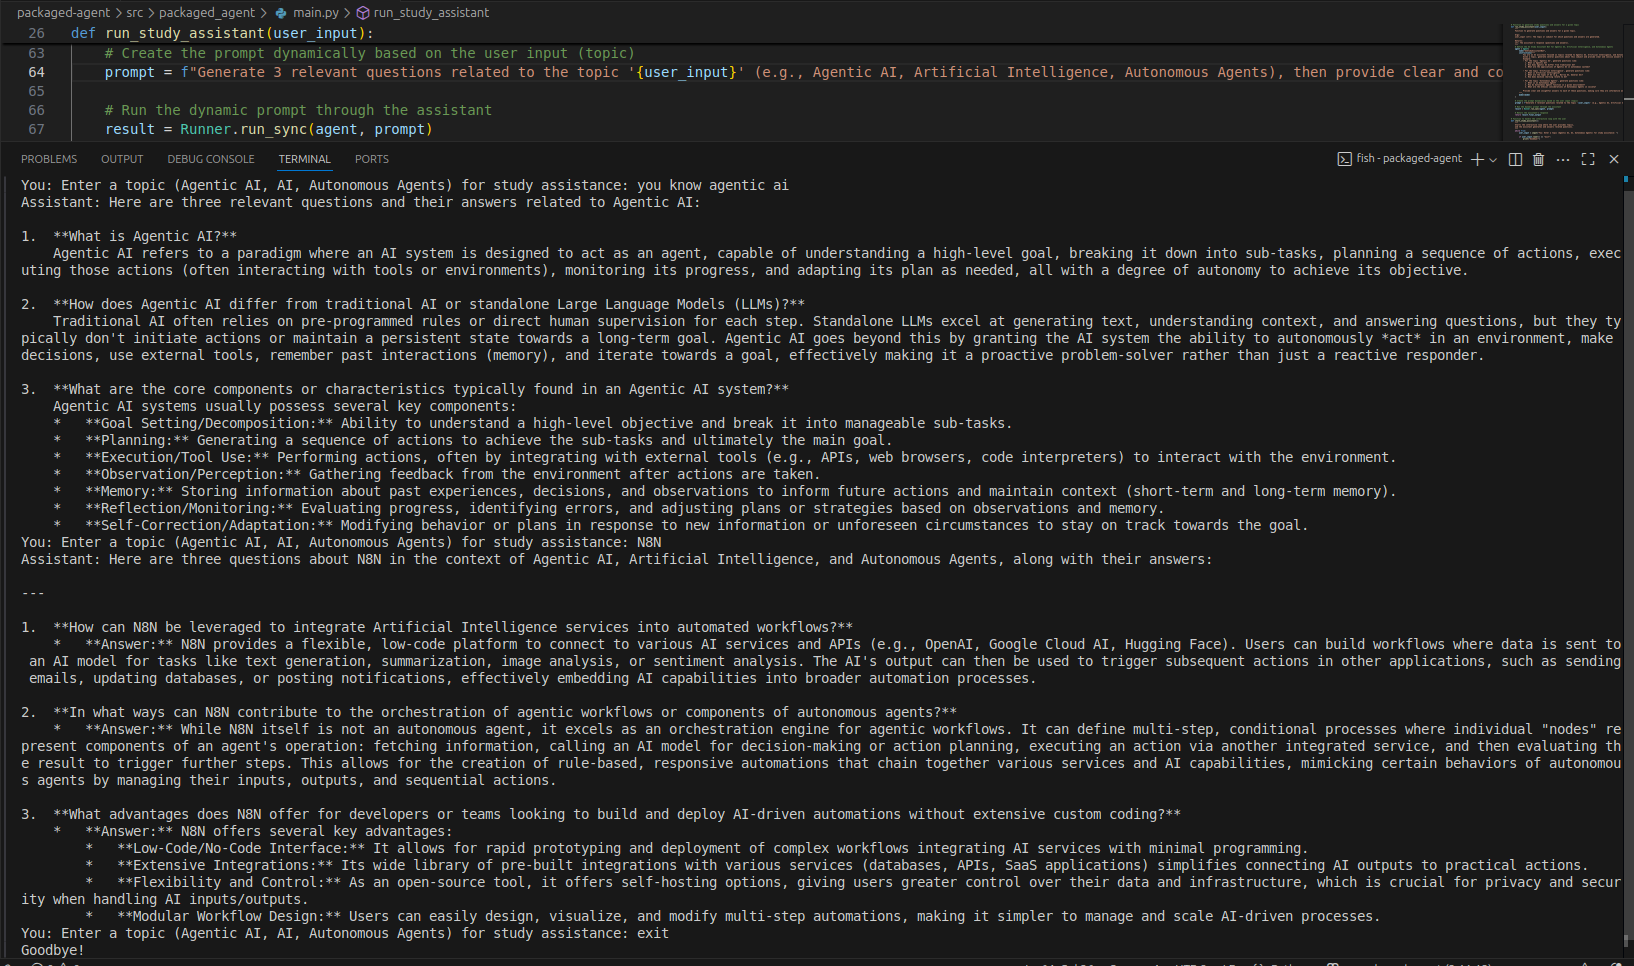 packaged-agent > src > packaged_agent > main.py > run_study_assistant
26 def run_study_assistant(user_input):
63 # Create the prompt dynamically based on the user input (topic)
64 prompt = f"Generate 3 relevant questions related to the topic '{user_input}' (e.g., Agentic AI, Artificial Intelligence, Autonomous Agents), then provide clear and co
65
66 # Run the dynamic prompt through the assistant
67 result = Runner.run_sync(agent, prompt)
PROBLEMS OUTPUT DEBUG CONSOLE TERMINAL PORTS fish - packaged-agent
You: Enter a topic (Agentic AI, AI, Autonomous Agents) for study assistance: you know agentic ai
Assistant: Here are three relevant questions and their answers related to Agentic AI:
1. **What is Agentic AI?**
Agentic AI refers to a paradigm where an AI system is designed to act as an agent, capable of understanding a high-level goal, breaking it down into sub-tasks, planning a sequence of actions, exec
uting those actions (often interacting with tools or environments), monitoring its progress, and adapting its plan as needed, all with a degree of autonomy to achieve its objective.
2. **How does Agentic AI differ from traditional AI or standalone Large Language Models (LLMs)?**
Traditional AI often relies on pre-programmed rules or direct human supervision for each step. Standalone LLMs excel at generating text, understanding context, and answering questions, but they ty
pically don't initiate actions or maintain a persistent state towards a long-term goal. Agentic AI goes beyond this by granting the AI system the ability to autonomously *act* in an environment, make
decisions, use external tools, remember past interactions (memory), and iterate towards a goal, effectively making it a proactive problem-solver rather than just a reactive responder.
3. **What are the core components or characteristics typically found in an Agentic AI system?**
Agentic AI systems usually possess several key components:
* **Goal Setting/Decomposition:** Ability to understand a high-level objective and break it into manageable sub-tasks.
* **Planning:** Generating a sequence of actions to achieve the sub-tasks and ultimately the main goal.
* **Execution/Tool Use:** Performing actions, often by integrating with external tools (e.g., APIs, web browsers, code interpreters) to interact with the environment.
* **Observation/Perception:** Gathering feedback from the environment after actions are taken.
* **Memory:** Storing information about past experiences, decisions, and observations to inform future actions and maintain context (short-term and long-term memory).
* **Reflection/Monitoring:** Evaluating progress, identifying errors, and adjusting plans or strategies based on observations and memory.
* **Self-Correction/Adaptation:** Modifying behavior or plans in response to new information or unforeseen circumstances to stay on track towards the goal.
You: Enter a topic (Agentic AI, AI, Autonomous Agents) for study assistance: N8N
Assistant: Here are three questions about N8N in the context of Agentic AI, Artificial Intelligence, and Autonomous Agents, along with their answers:
---
1. **How can N8N be leveraged to integrate Artificial Intelligence services into automated workflows?**
* **Answer:** N8N provides a flexible, low-code platform to connect to various AI services and APIs (e.g., OpenAI, Google Cloud AI, Hugging Face). Users can build workflows where data is sent to
an AI model for tasks like text generation, summarization, image analysis, or sentiment analysis. The AI's output can then be used to trigger subsequent actions in other applications, such as sending
emails, updating databases, or posting notifications, effectively embedding AI capabilities into broader automation processes.
2. **In what ways can N8N contribute to the orchestration of agentic workflows or components of autonomous agents?**
* **Answer:** While N8N itself is not an autonomous agent, it excels as an orchestration engine for agentic workflows. It can define multi-step, conditional processes where individual "nodes" re
present components of an agent's operation: fetching information, calling an AI model for decision-making or action planning, executing an action via another integrated service, and then evaluating th
e result to trigger further steps. This allows for the creation of rule-based, responsive automations that chain together various services and AI capabilities, mimicking certain behaviors of autonomou
s agents by managing their inputs, outputs, and sequential actions.
3. **What advantages does N8N offer for developers or teams looking to build and deploy AI-driven automations without extensive custom coding?**
* **Answer:** N8N offers several key advantages:
* **Low-Code/No-Code Interface:** It allows for rapid prototyping and deployment of complex workflows integrating AI services with minimal programming.
* **Extensive Integrations:** Its wide library of pre-built integrations with various services (databases, APIs, SaaS applications) simplifies connecting AI outputs to practical actions.
* **Flexibility and Control:** As an open-source tool, it offers self-hosting options, giving users greater control over their data and infrastructure, which is crucial for privacy and secur
ity when handling AI inputs/outputs.
* **Modular Workflow Design:** Users can easily design, visualize, and modify multi-step automations, making it simpler to manage and scale AI-driven processes.
You: Enter a topic (Agentic AI, AI, Autonomous Agents) for study assistance: exit
Goodbye!